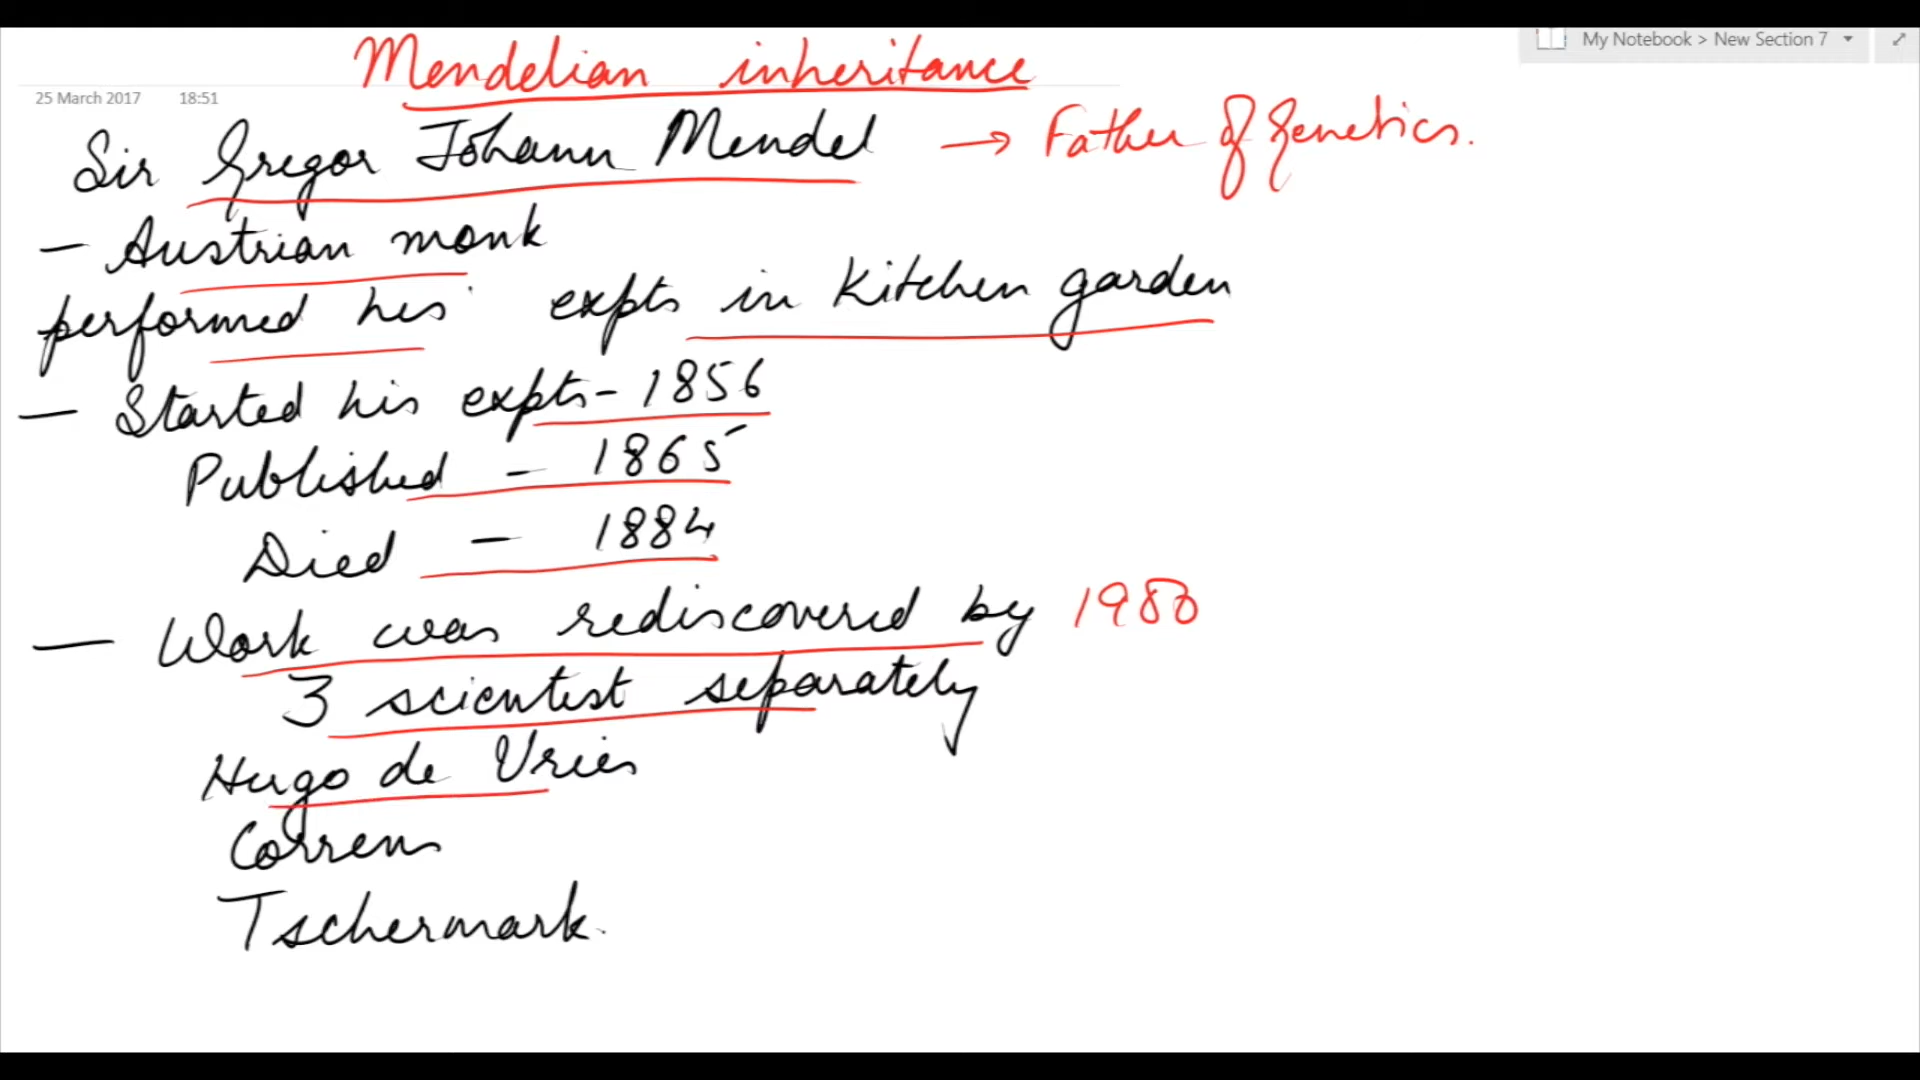 Mendelian inheritance
My Notebook > New Section 7
25 March 2017 18:51
Sir Gregor Johann Mendel → Father of Genetics.
- Austrian monk
performed his expts in Kitchen garden
- Started his expts - 1856
Published - 1865
Died - 1884
- Work was rediscovered by
3 scientist separately
Hugo de Vries
Correns
Tschermark.